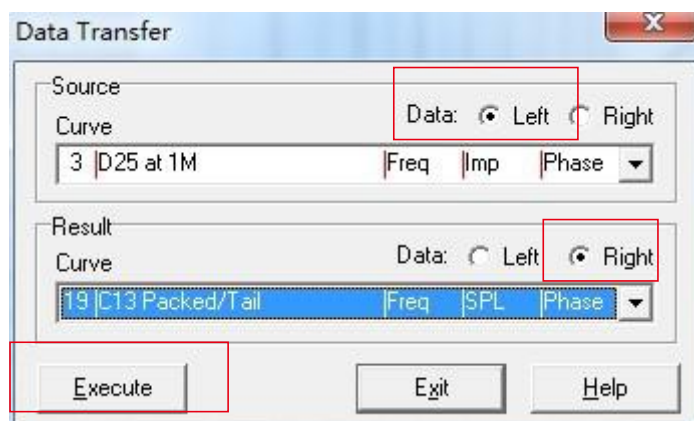 Data Transfer
Source
Data: Left Right
Curve
3 D25 at 1M Freq Imp Phase
Result
Data: Left Right
Curve
19 C13 Packed/Tail Freq SPL Phase
Execute Exit Help